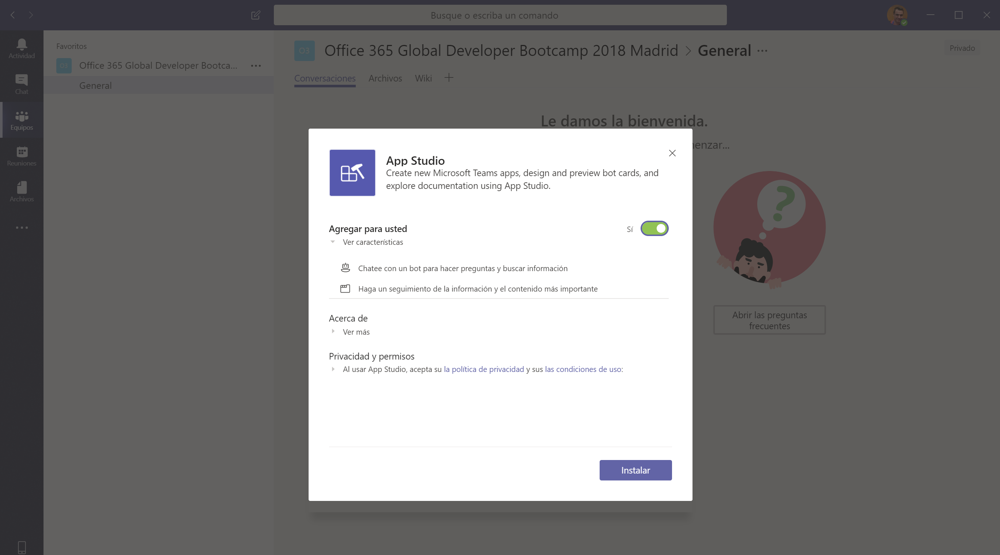 Busque o escriba un comando
Actividad
Chat
Equipos
Reuniones
Archivos
Favoritos
O3 Office 365 Global Developer Bootca...
General
O3 Office 365 Global Developer Bootcamp 2018 Madrid > General
Privado
Conversaciones Archivos Wiki
Le damos la bienvenida.
App Studio
Create new Microsoft Teams apps, design and preview bot cards, and
explore documentation using App Studio.
Agregar para usted
Sí
Ver características
Chatee con un bot para hacer preguntas y buscar información
Haga un seguimiento de la información y el contenido más importante
Acerca de
Ver más
Privacidad y permisos
Al usar App Studio, acepta su la política de privacidad y sus las condiciones de uso:
Instalar
?
Abrir las preguntas
frecuentes